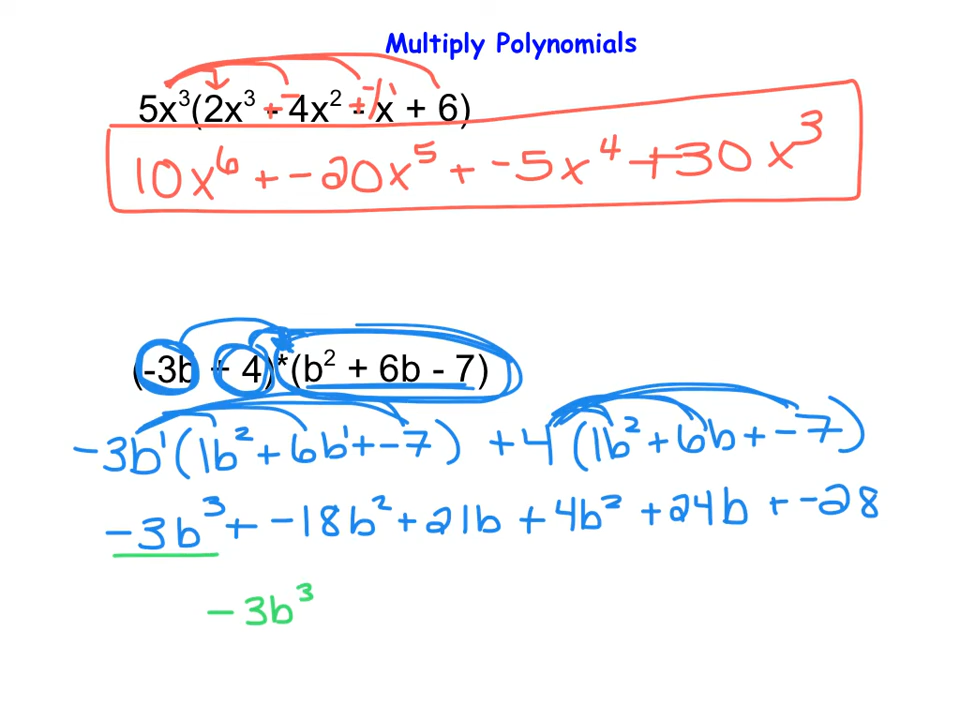 Multiply Polynomials
5x³(2x³ + - 4x² + -1x¹ + 6)
10x⁶ + -20x⁵ + -5x⁴ + 30x³
(-3b + 4)*(b² + 6b - 7)
-3b¹(1b² + 6b¹ + -7) + 4(1b² + 6b + -7)
-3b³ + -18b² + 21b + 4b² + 24b + -28
-3b³